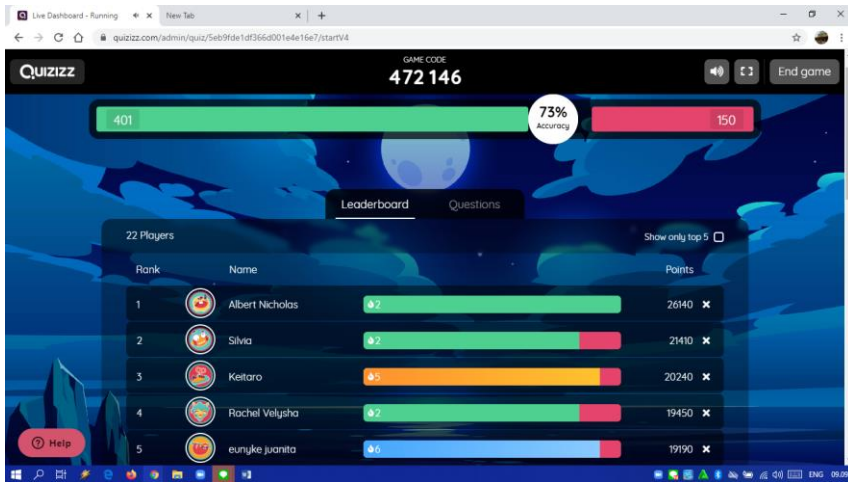 Live Dashboard - Running
New Tab
quizizz.com/admin/quiz/5eb9fde1df366d001e4e16e7/startV4
QUIZIZZ
GAME CODE
472 146
End game
401
73%
Accuracy
150
Leaderboard Questions
22 Players
Show only top 5
Rank Name Points
1 Albert Nicholas 2 26140
2 Silvia 2 21410
3 Keitaro 5 20240
4 Rachel Velysha 2 19450
5 eunyke juanita 6 19190
Help
ENG 09.09